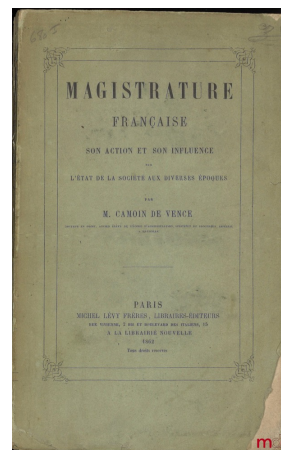 MAGISTRATURE
FRANÇAISE
SON ACTION ET SON INFLUENCE
SUR
L'ÉTAT DE LA SOCIÉTÉ AUX DIVERSES ÉPOQUES
PAR
M. CAMOIN DE VENCE
PARIS
MICHEL LÉVY FRÈRES, LIBRAIRES-ÉDITEURS
RUE VIVIENNE, 2 BIS ET BOULEVARD DES ITALIENS, 15
A LA LIBRAIRIE NOUVELLE
1862
Tous droits réservés
m